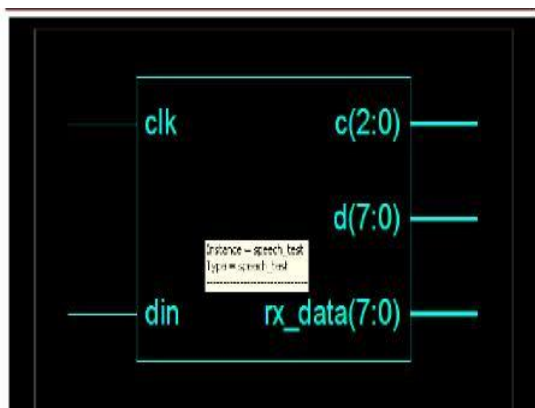 clk c(2:0)
d(7:0)
Instance = speech_test
Type = speech_test
din rx_data(7:0)